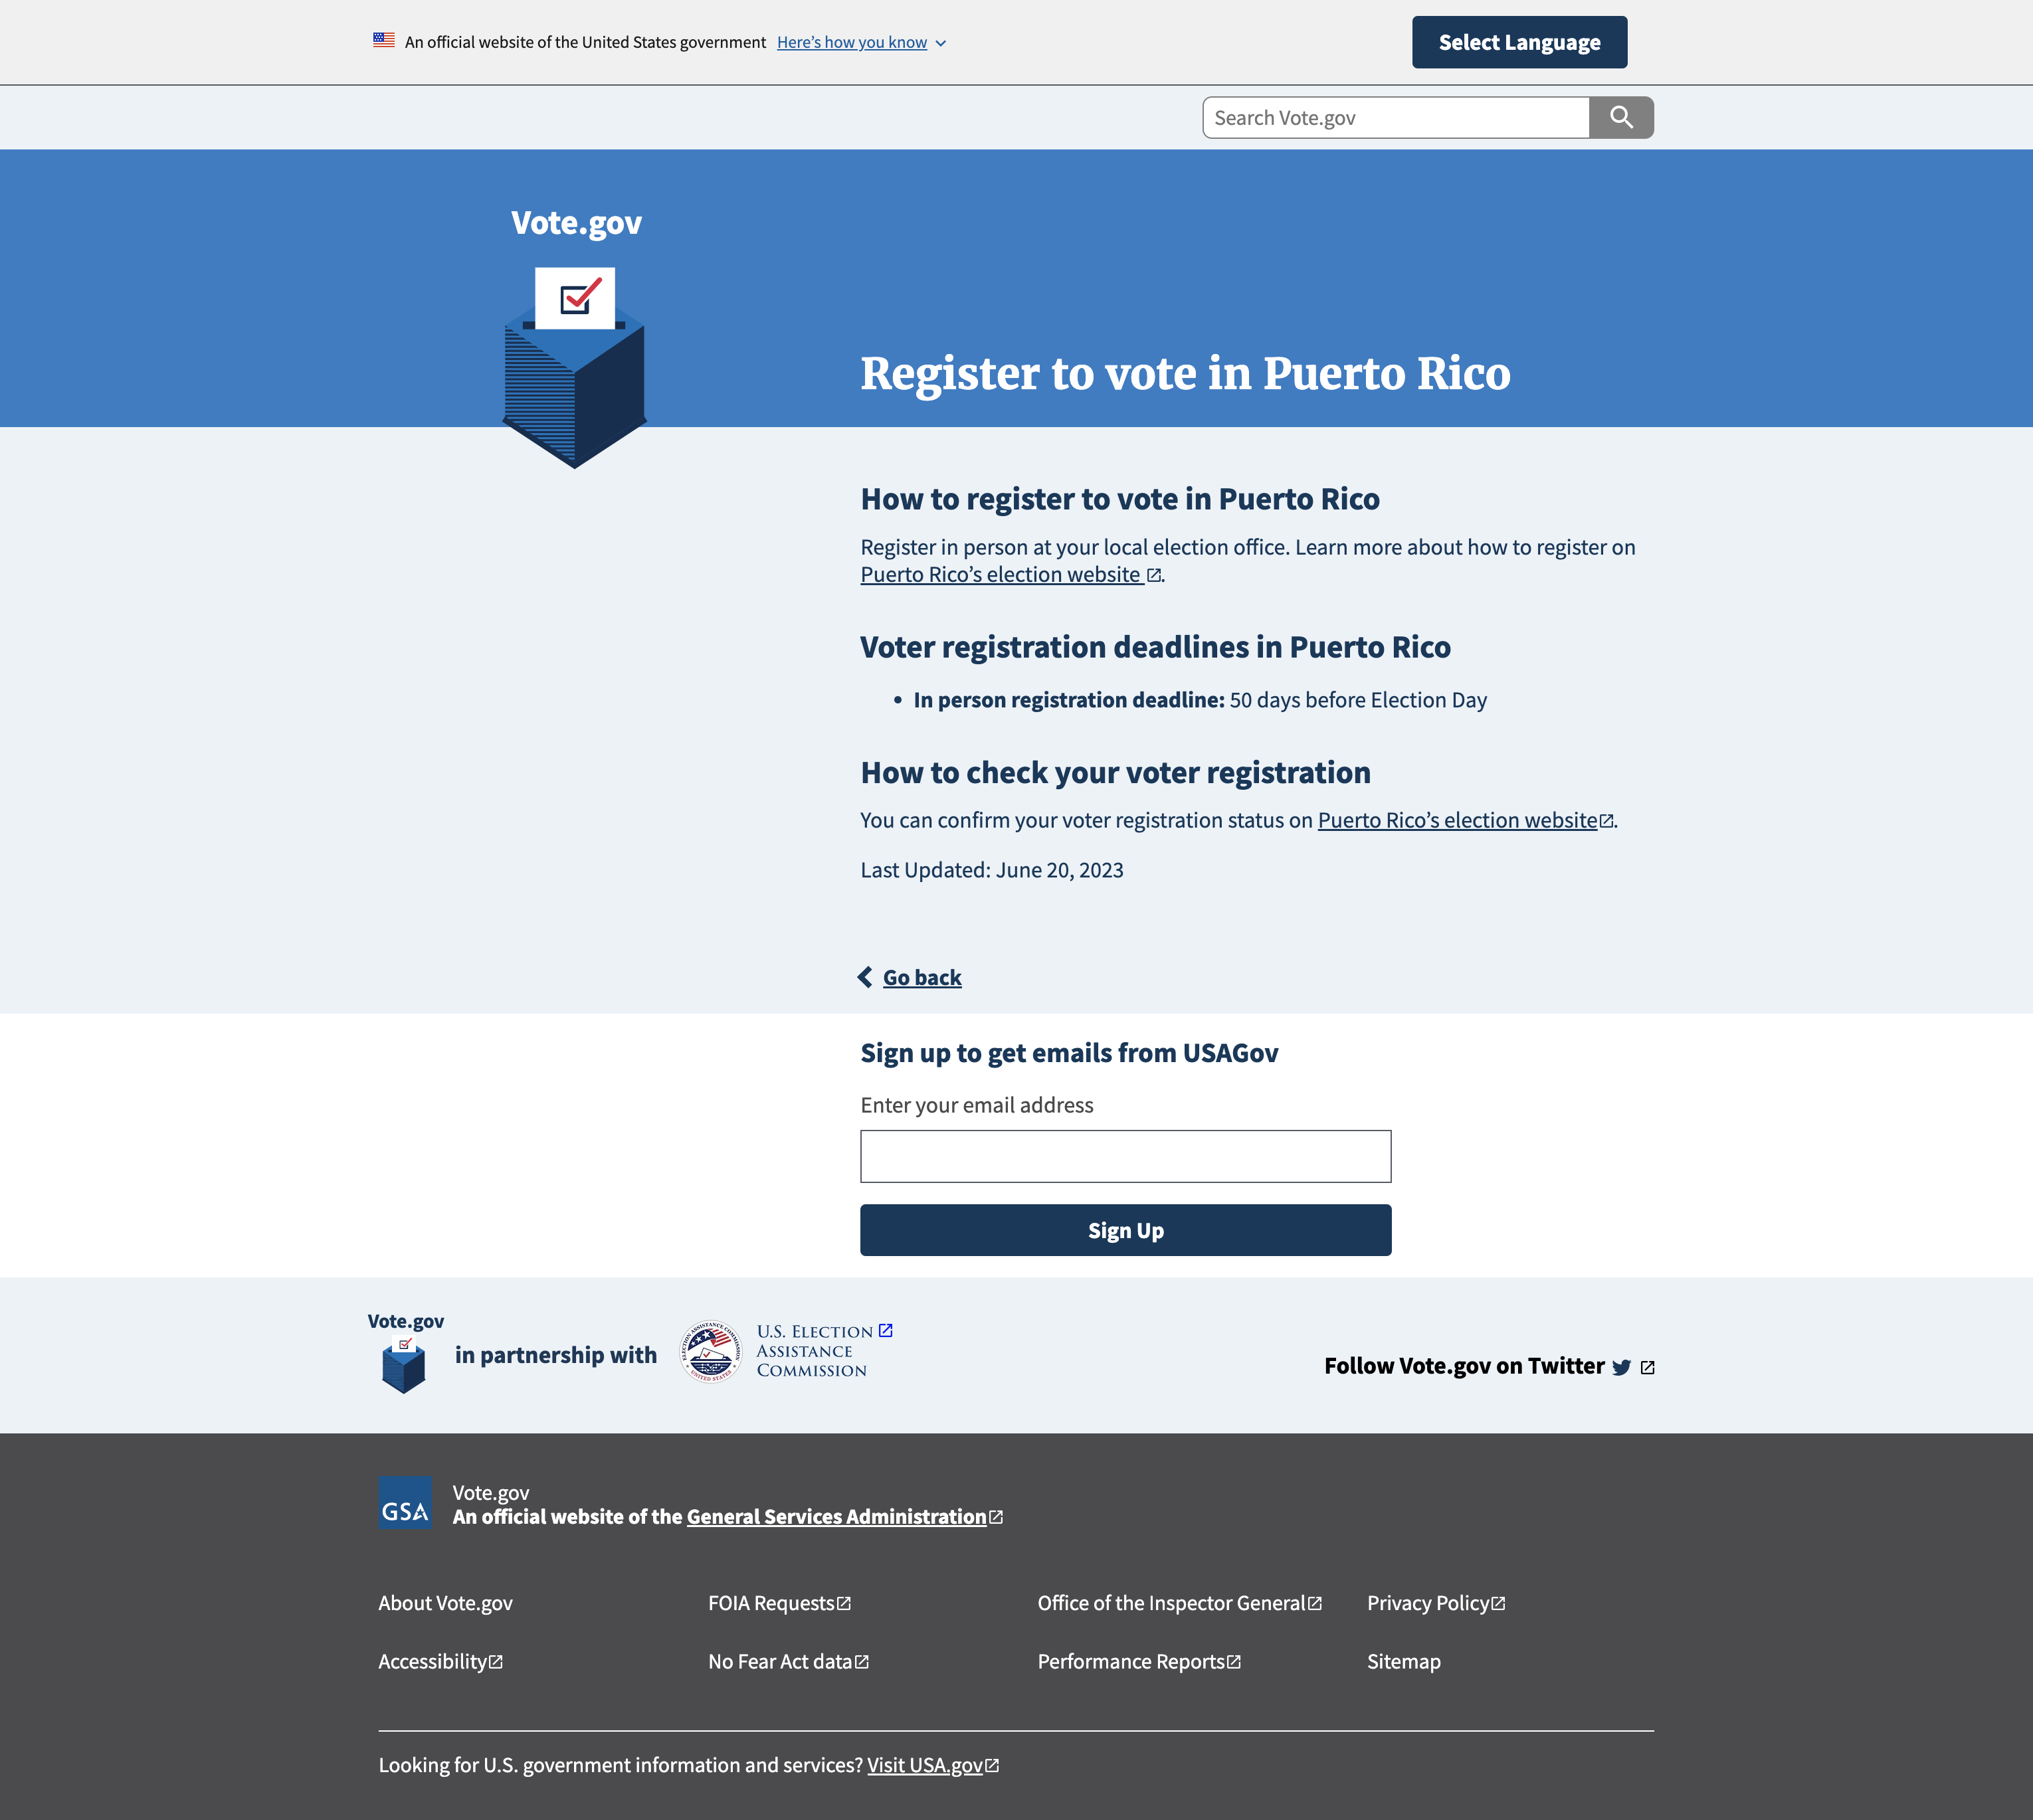 An official website of the United States government Here's how you know
Select Language
Search Vote.gov
Vote.gov
Register to vote in Puerto Rico
How to register to vote in Puerto Rico
Register in person at your local election office. Learn more about how to register on
Puerto Rico's election website.
Voter registration deadlines in Puerto Rico
• In person registration deadline: 50 days before Election Day
How to check your voter registration
You can confirm your voter registration status on Puerto Rico's election website.
Last Updated: June 20, 2023
Go back
Sign up to get emails from USAGov
Enter your email address
Sign Up
Vote.gov
in partnership with
ELECTION ASSISTANCE COMMISSION
UNITED STATES
U.S. ELECTION
ASSISTANCE
COMMISSION
Follow Vote.gov on Twitter
GSA
Vote.gov
An official website of the General Services Administration
About Vote.gov FOIA Requests Office of the Inspector General Privacy Policy
Accessibility No Fear Act data Performance Reports Sitemap
Looking for U.S. government information and services? Visit USA.gov